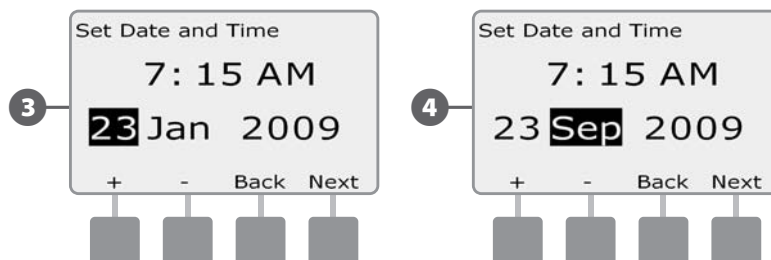 Set Date and Time
7: 15 AM
3
23 Jan 2009
+ - Back Next
Set Date and Time
7: 15 AM
4
23 Sep 2009
+ - Back Next